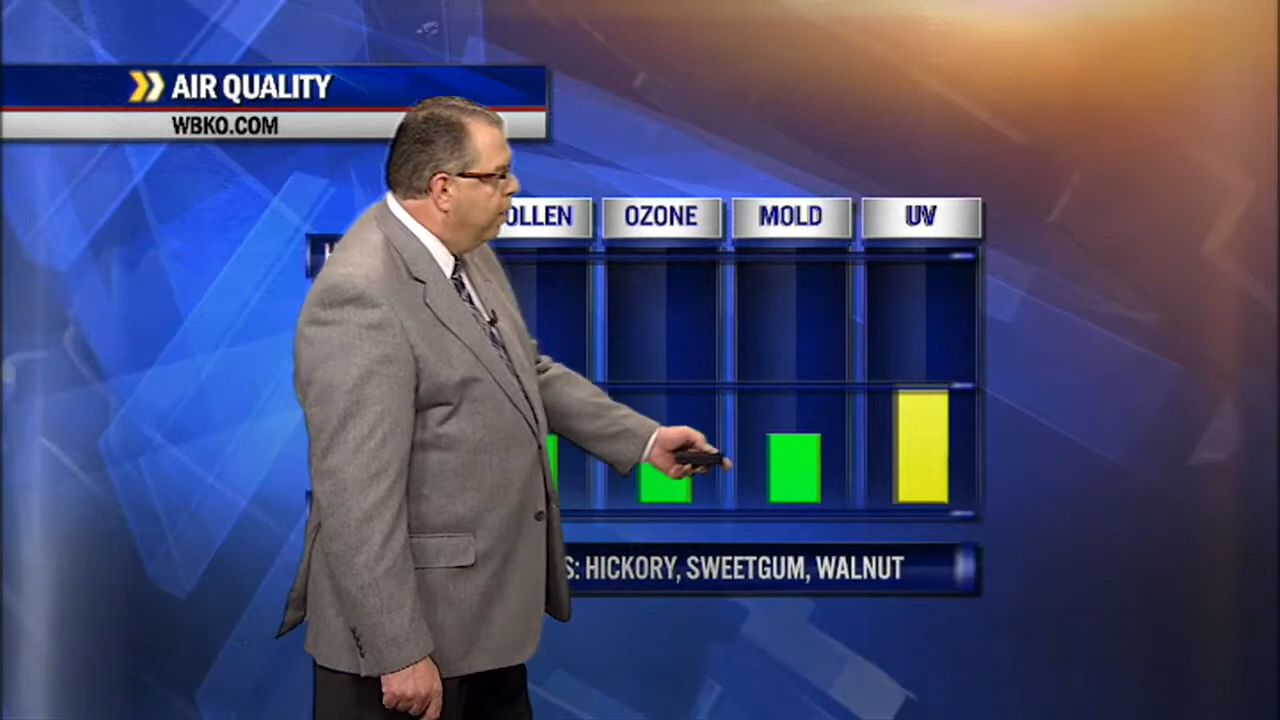 AIR QUALITY
WBKO.COM
OLLEN OZONE MOLD UV
S: HICKORY, SWEETGUM, WALNUT